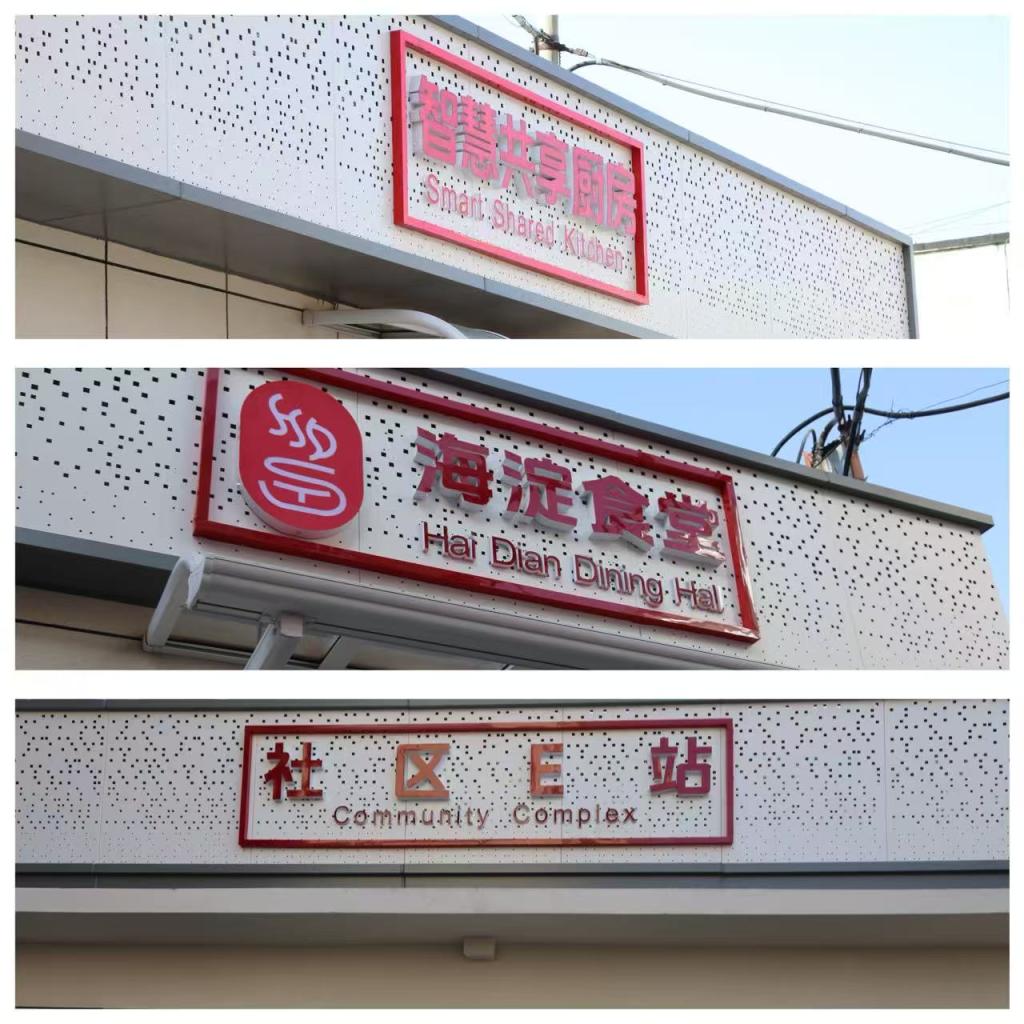 智慧共享厨房
Smart Shared Kitchen
海淀食堂
Hai Dian Dining Hall
社区E站
Community Complex